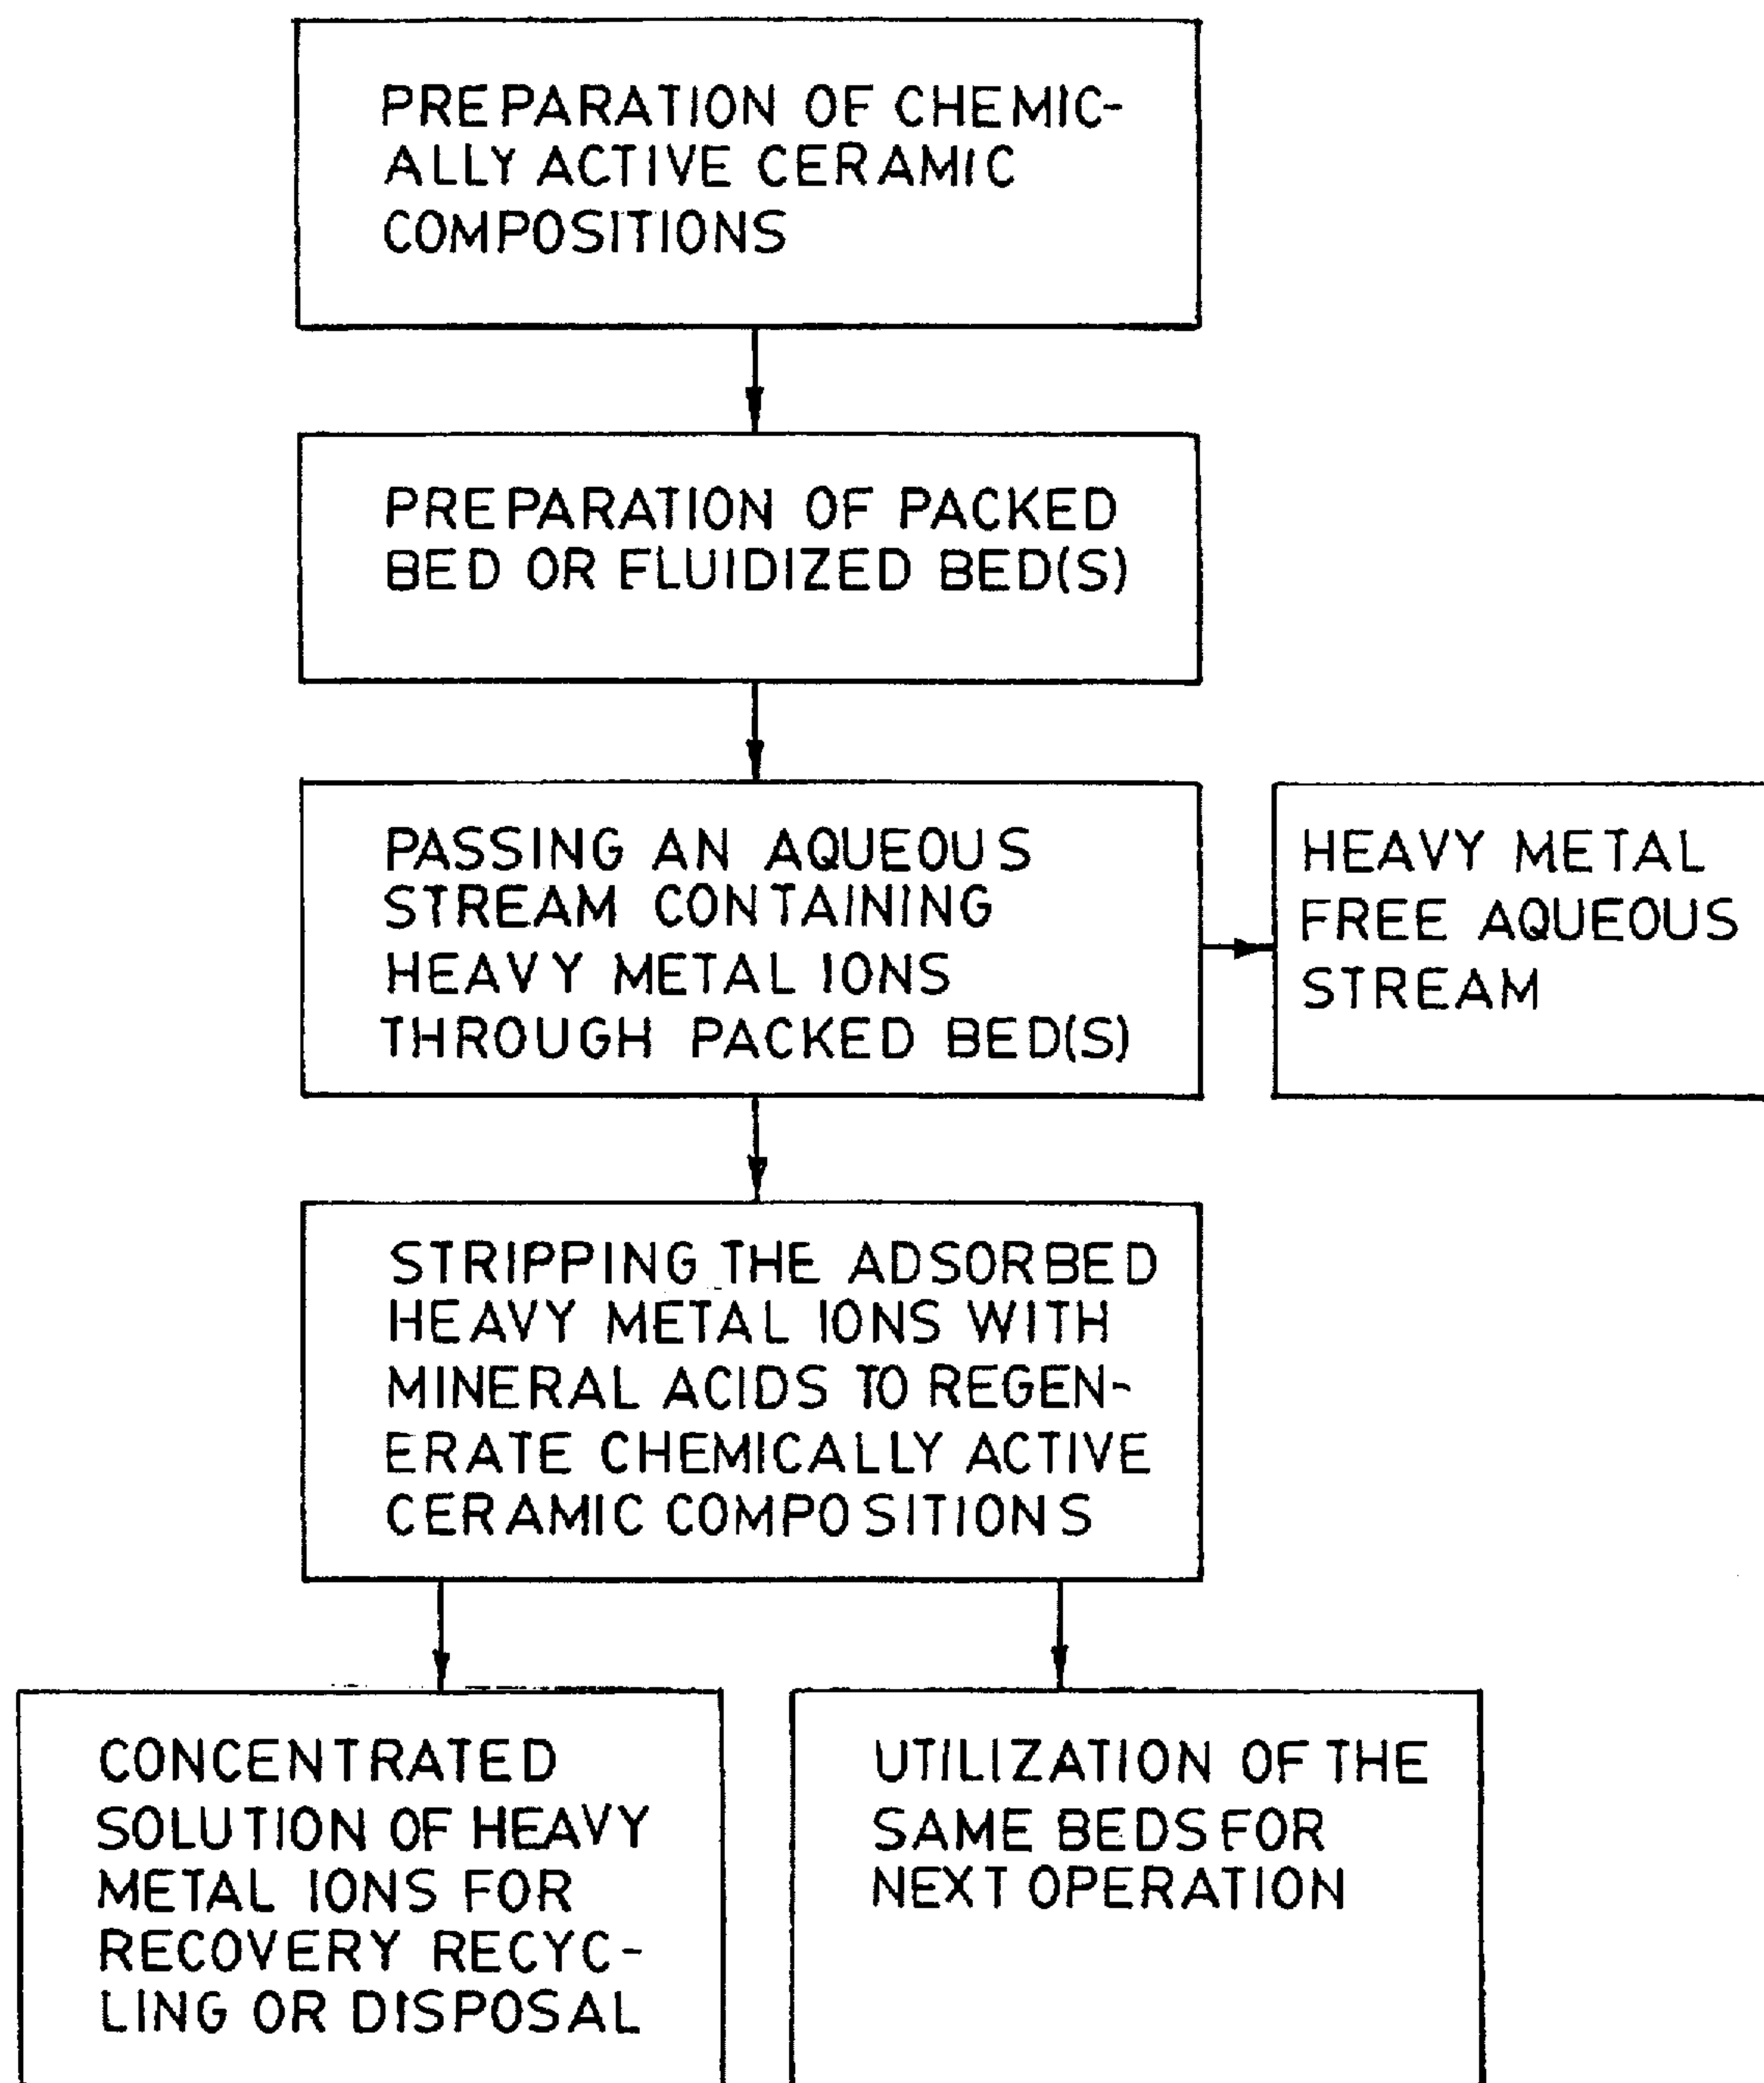 PREPARATION OF CHEMIC-
ALLY ACTIVE CERAMIC
COMPOSITIONS
PREPARATION OF PACKED
BED OR FLUIDIZED BED(S)
PASSING AN AQUEOUS
STREAM CONTAINING
HEAVY METAL IONS
THROUGH PACKED BED(S)
HEAVY METAL
FREE AQUEOUS
STREAM
STRIPPING THE ADSORBED
HEAVY METAL IONS WITH
MINERAL ACIDS TO REGEN-
ERATE CHEMICALLY ACTIVE
CERAMIC COMPOSITIONS
CONCENTRATED
SOLUTION OF HEAVY
METAL IONS FOR
RECOVERY RECYC-
LING OR DISPOSAL
UTILIZATION OF THE
SAME BEDS FOR
NEXT OPERATION